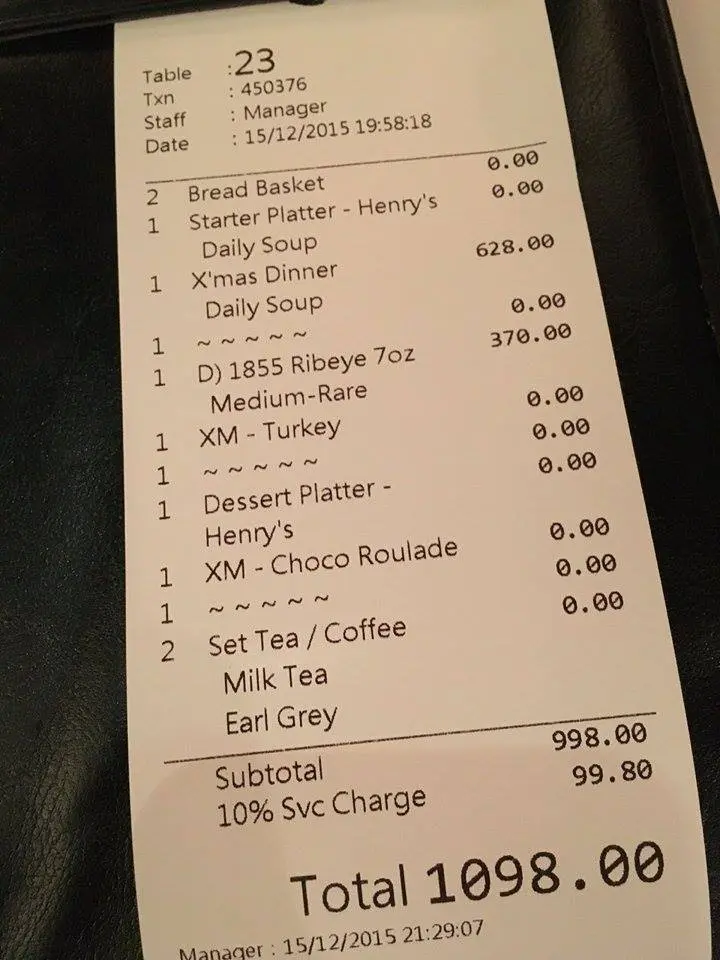 Table : 23
Txn : 450376
Staff : Manager
Date : 15/12/2015 19:58:18
2 Bread Basket 0.00
1 Starter Platter - Henry's 0.00
Daily Soup
1 X'mas Dinner 628.00
Daily Soup
1 ~ ~ ~ ~ ~ 0.00
1 D) 1855 Ribeye 7oz 370.00
Medium-Rare
1 XM - Turkey 0.00
1 ~ ~ ~ ~ ~ 0.00
1 Dessert Platter - 0.00
Henry's
1 XM - Choco Roulade 0.00
1 ~ ~ ~ ~ ~ 0.00
2 Set Tea / Coffee 0.00
Milk Tea
Earl Grey
Subtotal 998.00
10% Svc Charge 99.80
Total 1098.00
Manager : 15/12/2015 21:29:07